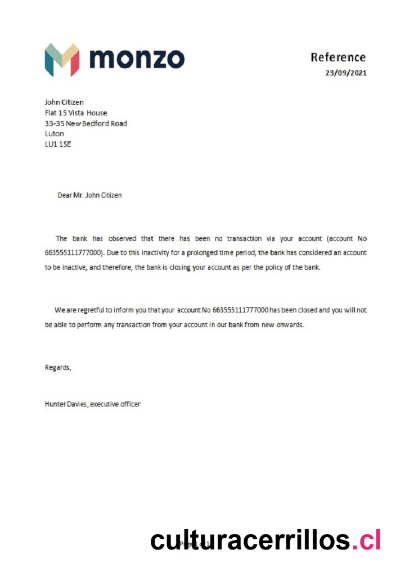 monzo
Reference
23/09/2021
John Citizen
Flat 15 Vista House
33-35 New Bedford Road
Luton
LU1 1SE
Dear Mr. John Citizen
The bank has observed that there has been no transaction via your account (account No
663555111777000). Due to this inactivity for a prolonged time period, the bank has considered an account
to be inactive, and therefore, the bank is closing your account as per the policy of the bank.
We are regretful to inform you that your account No 663555111777000 has been closed and you will not
be able to perform any transaction from your account in our bank from new onwards.
Regards,
Hunter Davies, executive officer
culturacerrillos.cl